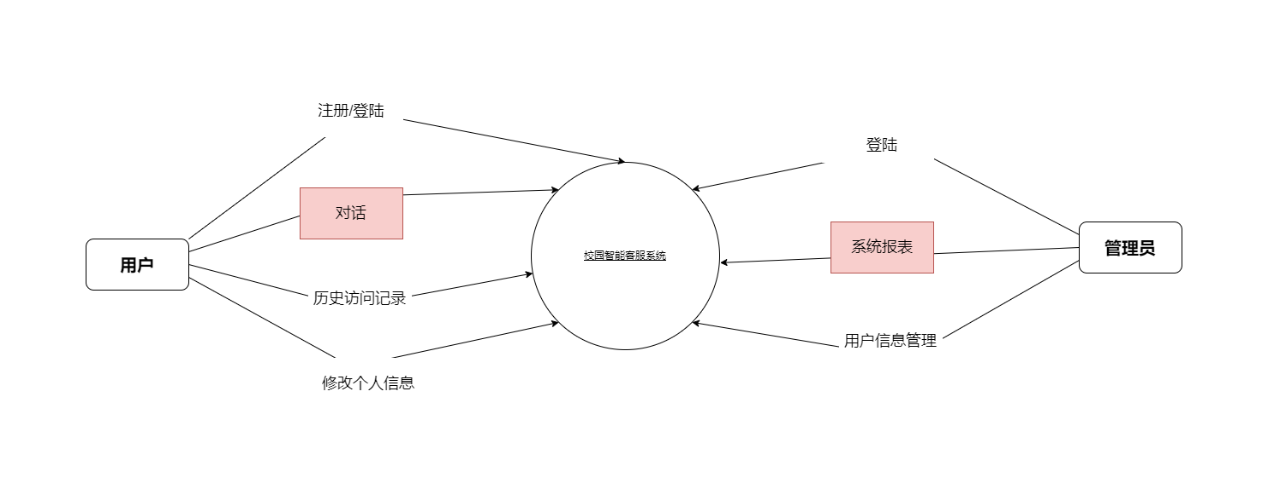 注册/登陆
登陆
对话
系统报表
用户
校园智能客服系统
管理员
历史访问记录
用户信息管理
修改个人信息